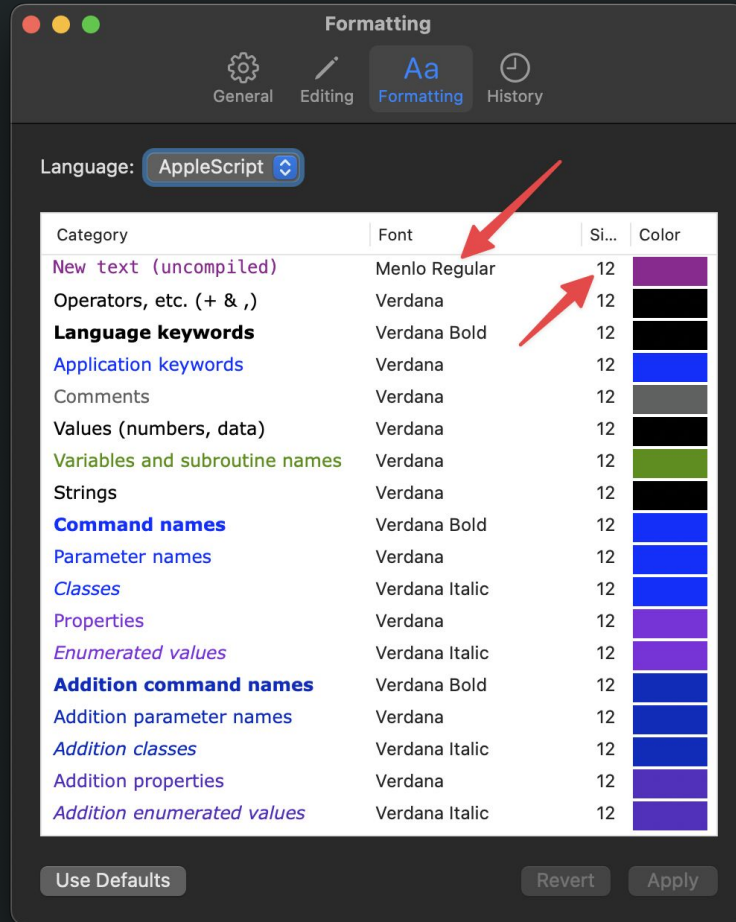 Formatting
General Editing Formatting History
Language: AppleScript
Category Font Si... Color
New text (uncompiled) Menlo Regular 12
Operators, etc. (+ & ,) Verdana 12
Language keywords Verdana Bold 12
Application keywords Verdana 12
Comments Verdana 12
Values (numbers, data) Verdana 12
Variables and subroutine names Verdana 12
Strings Verdana 12
Command names Verdana Bold 12
Parameter names Verdana 12
Classes Verdana Italic 12
Properties Verdana 12
Enumerated values Verdana Italic 12
Addition command names Verdana Bold 12
Addition parameter names Verdana 12
Addition classes Verdana Italic 12
Addition properties Verdana 12
Addition enumerated values Verdana Italic 12
Use Defaults Revert Apply